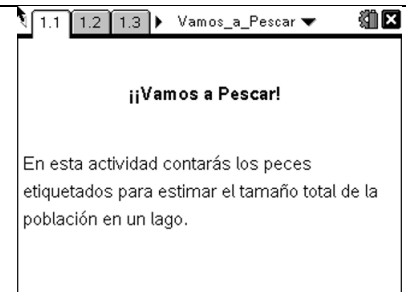 1.1 1.2 1.3 Vamos_a_Pescar
¡¡Vamos a Pescar!
En esta actividad contarás los peces
etiquetados para estimar el tamaño total de la
población en un lago.